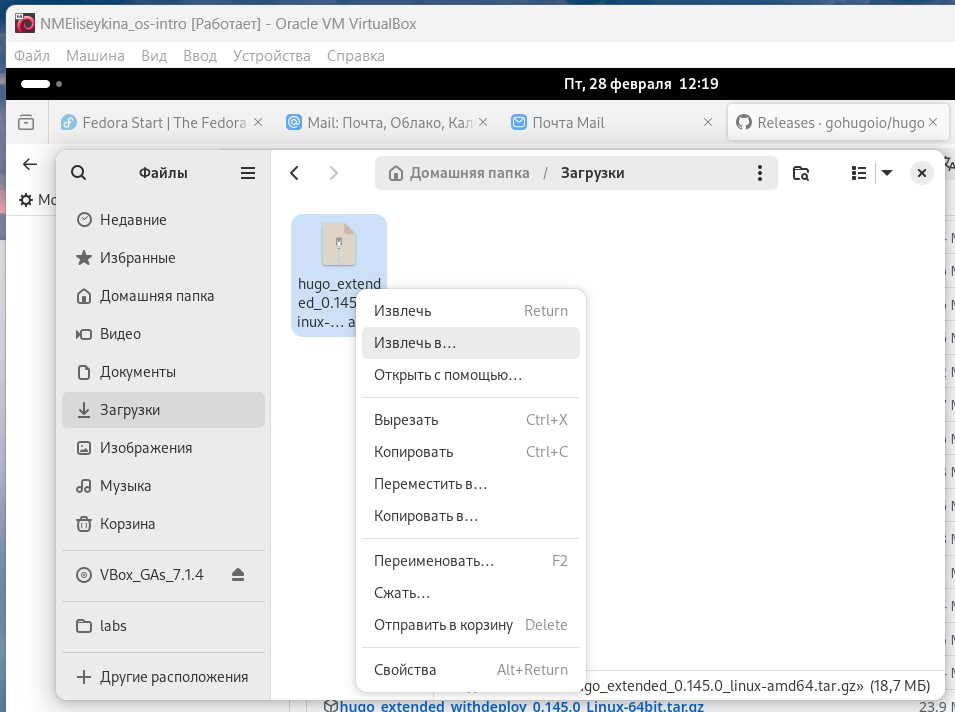 NMEliseykina_os-intro [Работает] - Oracle VM VirtualBox
Файл Машина Вид Ввод Устройства Справка
Пт, 28 февраля 12:19
Fedora Start | The Fedora
Mail: Почта, Облако, Кал
Почта Mail
Releases · gohugoio/hugo
Файлы
Домашняя папка / Загрузки
Недавние
Избранные
Домашняя папка
Видео
Документы
Загрузки
Изображения
Музыка
Корзина
VBox_GAs_7.1.4
labs
Другие расположения
hugo_extend
ed_0.145
inux-… a
Извлечь Return
Извлечь в…
Открыть с помощью…
Вырезать Ctrl+X
Копировать Ctrl+C
Переместить в…
Копировать в…
Переименовать… F2
Сжать…
Отправить в корзину Delete
Свойства Alt+Return
go_extended_0.145.0_linux-amd64.tar.gz» (18,7 МБ)
hugo_extended_withdeploy_0.145.0_Linux-64bit.tar.gz
23.9